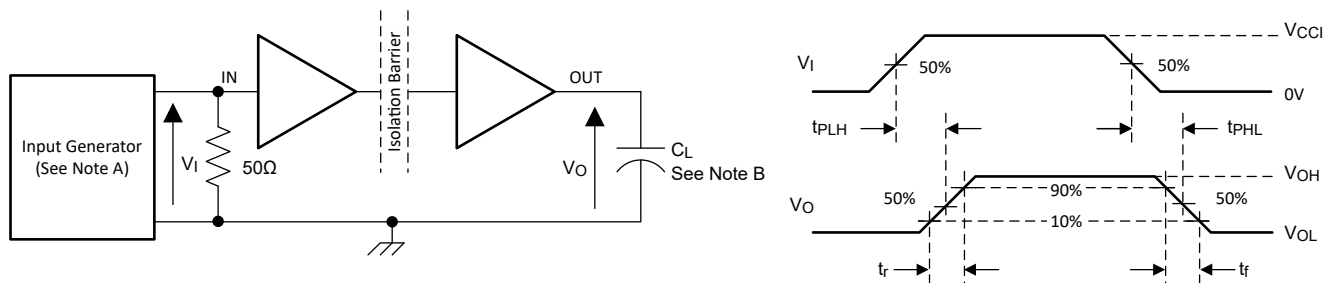 Input Generator
(See Note A)
VI
IN
50Ω
Isolation Barrier
OUT
VO
CL
See Note B
VI
50%
50%
VCCI
0V
tPLH
tPHL
VO
50%
90%
10%
50%
VOH
VOL
tr
tf